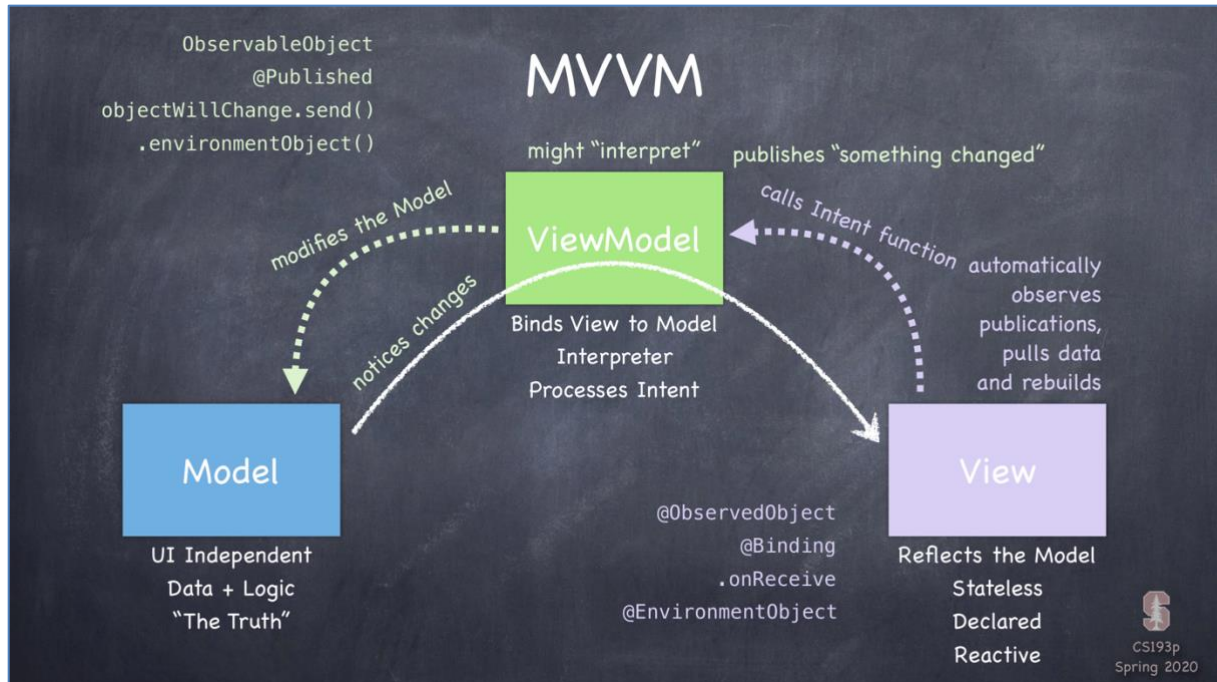 ObservableObject
@Published
objectWillChange.send()
.environmentObject()
MVVM
might “interpret”
publishes “something changed”
modifies the Model
ViewModel
calls Intent function
automatically
observes
publications,
pulls data
and rebuilds
notices changes
Binds View to Model
Interpreter
Processes Intent
Model
View
UI Independent
Data + Logic
“The Truth”
@ObservedObject
@Binding
.onReceive
@EnvironmentObject
Reflects the Model
Stateless
Declared
Reactive
S
CS193p
Spring 2020